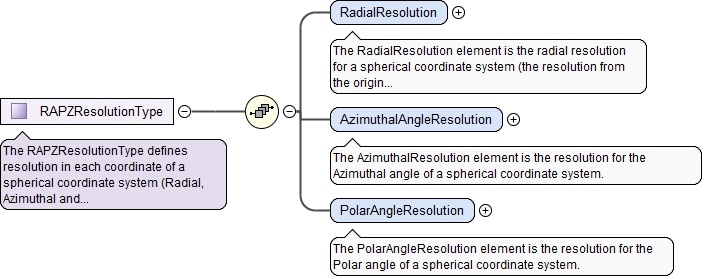 RadialResolution
The RadialResolution element is the radial resolution
for a spherical coordinate system (the resolution from
the origin...
RAPZResolutionType
The RAPZResolutionType defines
resolution in each coordinate of a
spherical coordinate system (Radial,
Azimuthal and...
AzimuthalAngleResolution
The AzimuthalResolution element is the resolution for the
Azimuthal angle of a spherical coordinate system.
PolarAngleResolution
The PolarAngleResolution element is the resolution for the
Polar angle of a spherical coordinate system.